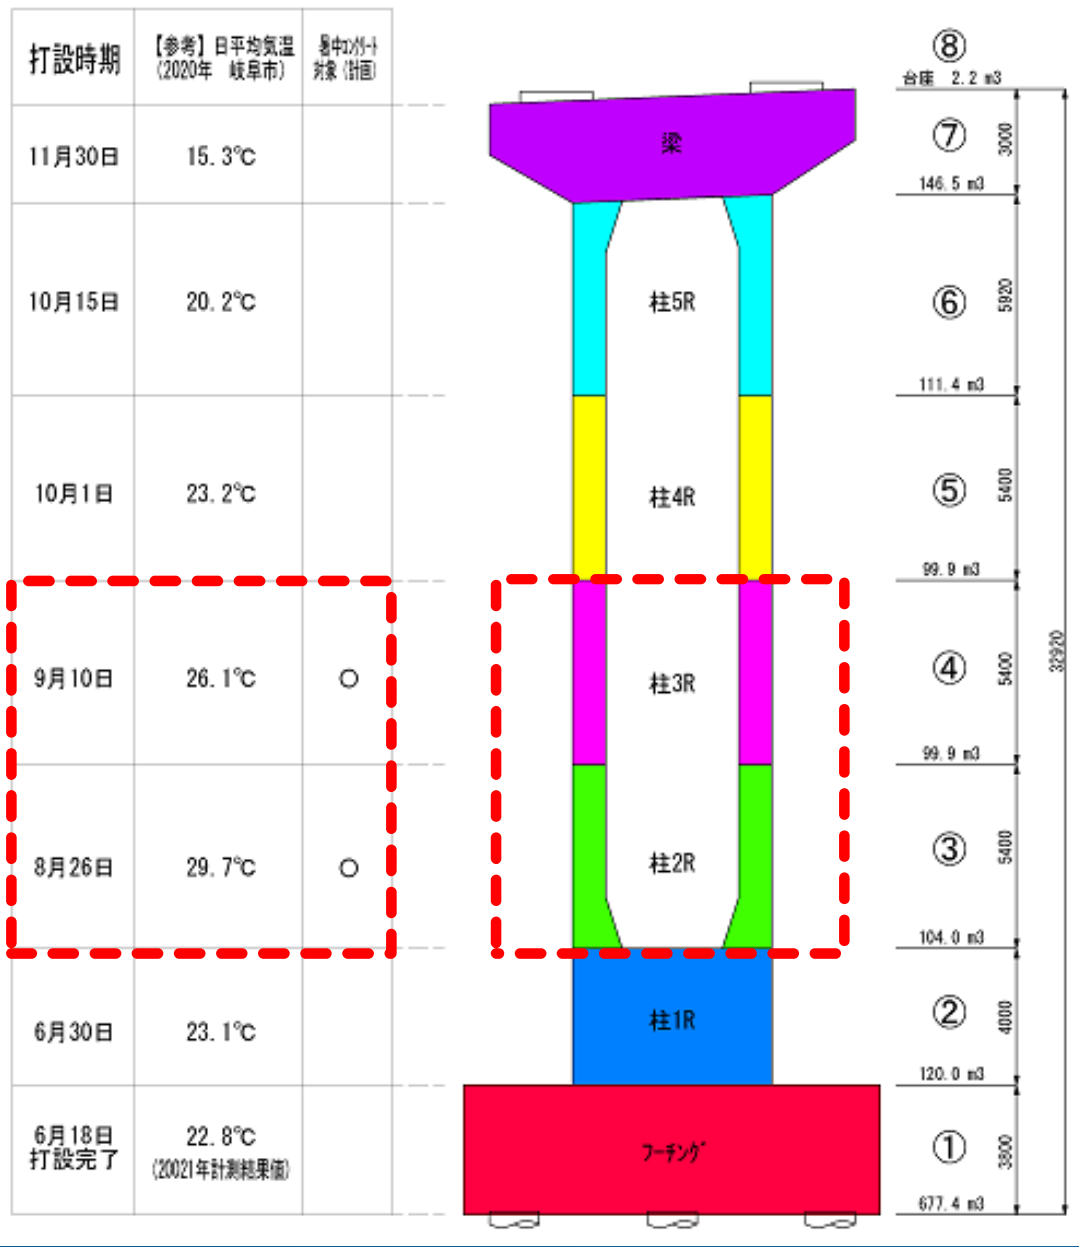 打設時期
【参考】日平均気温
(2020年 岐阜市)
暑中コンクリート
対象(計画)
⑧
台座 2.2 m3
11月30日
15.3℃
梁
⑦
3000
146.5 m3
10月15日
20.2℃
柱5R
⑥
5920
111.4 m3
10月1日
23.2℃
柱4R
⑤
5400
99.9 m3
9月10日
26.1℃
○
柱3R
④
5400
32920
99.9 m3
8月26日
29.7℃
○
柱2R
③
5400
104.0 m3
6月30日
23.1℃
柱1R
②
4000
120.0 m3
6月18日
打設完了
22.8℃
(20021年計測結果値)
フーチング
①
3800
677.4 m3